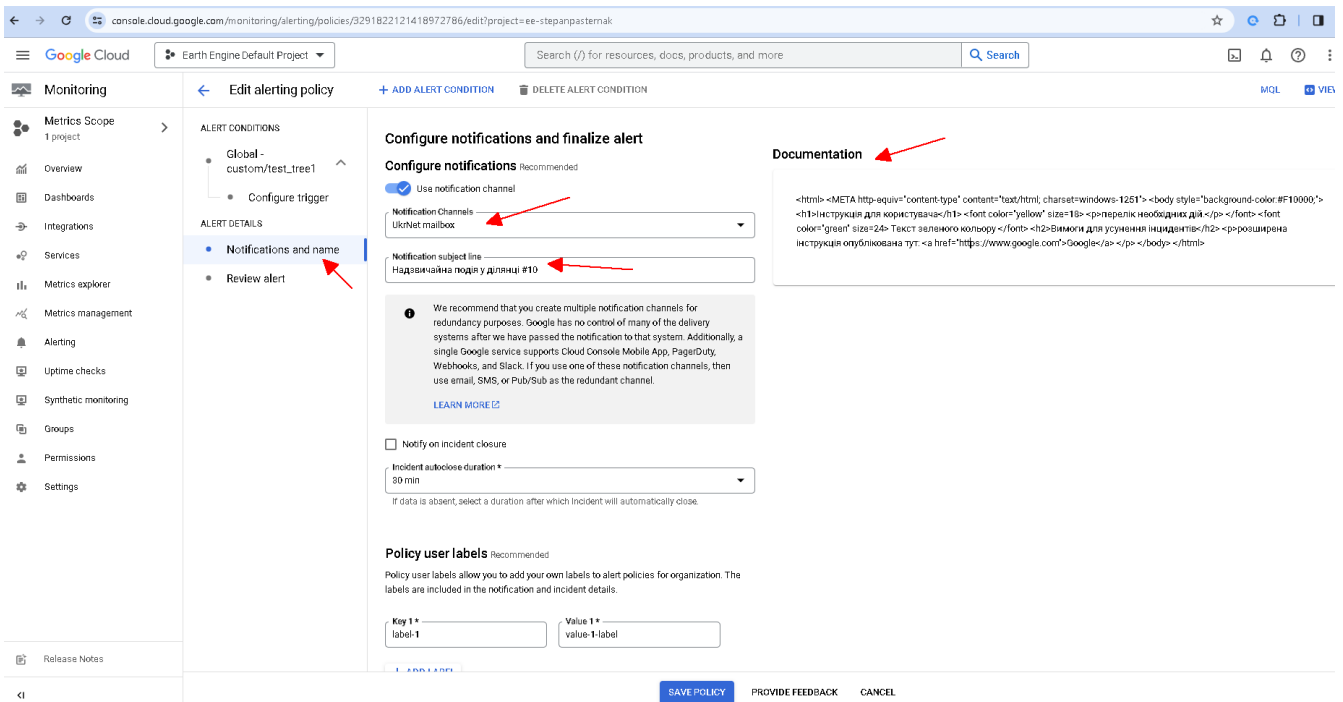 console.cloud.google.com/monitoring/alerting/policies/3291822121418972786/edit?project=ee-stepanpasternak
Google Cloud
Earth Engine Default Project
Search (/) for resources, docs, products, and more
Search
Monitoring
Edit alerting policy
+ ADD ALERT CONDITION
DELETE ALERT CONDITION
MQL
Metrics Scope
1 project
Overview
Dashboards
Integrations
Services
Metrics explorer
Metrics management
Alerting
Uptime checks
Synthetic monitoring
Groups
Permissions
Settings
Release Notes
ALERT CONDITIONS
Global -
custom/test_tree1
Configure trigger
ALERT DETAILS
Notifications and name
Review alert
Configure notifications and finalize alert
Configure notifications Recommended
Use notification channel
Notification Channels
UkrNet mailbox
Notification subject line
Надзвичайна подія у ділянці #10
We recommend that you create multiple notification channels for
redundancy purposes. Google has no control of many of the delivery
systems after we have passed the notification to that system. Additionally, a
single Google service supports Cloud Console Mobile App, PagerDuty,
Webhooks, and Slack. If you use one of these notification channels, then
use email, SMS, or Pub/Sub as the redundant channel.
LEARN MORE
Notify on incident closure
Incident autoclose duration *
30 min
If data is absent, select a duration after which Incident will automatically close.
Policy user labels Recommended
Policy user labels allow you to add your own labels to alert policies for organization. The
labels are included in the notification and incident details.
Key 1 *
label-1
Value 1 *
value-1-label
Documentation
<html> <META http-equiv="content-type" content="text/html; charset=windows-1251"> <body style="background-color:#F10000;">
<h1>Інструкція для користувача</h1> <font color="yellow" size=18> <p>перелік необхідних дій.</p> </font> <font
color="green" size=24> Текст зеленого кольору </font> <h2>Вимоги для усунення інцидентів</h2> <p>розширена
інструкція опублікована тут: <a href="https://www.google.com">Google</a> </p> </body> </html>
SAVE POLICY
PROVIDE FEEDBACK
CANCEL